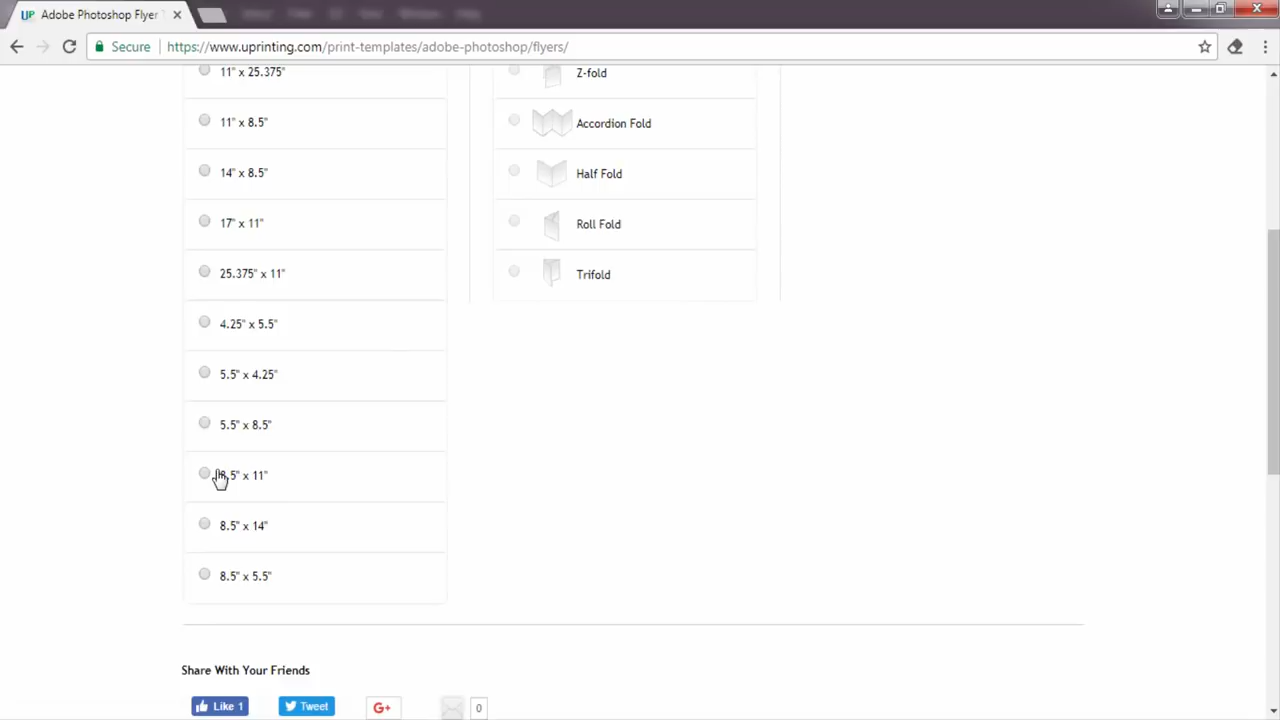 UP Adobe Photoshop Flyer
Secure
https://www.uprinting.com/print-templates/adobe-photoshop/flyers/
11" x 25.375"
11" x 8.5"
14" x 8.5"
17" x 11"
25.375" x 11"
4.25" x 5.5"
5.5" x 4.25"
5.5" x 8.5"
8.5" x 11"
8.5" x 14"
8.5" x 5.5"
Z-fold
Accordion Fold
Half Fold
Roll Fold
Trifold
Share With Your Friends
Like 1
Tweet
G+
0